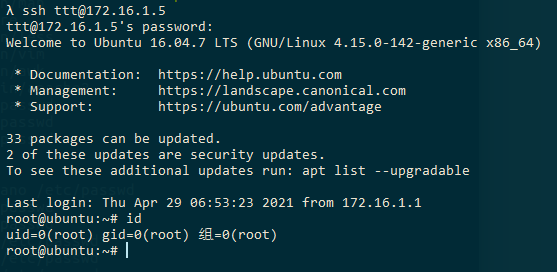 λ ssh ttt@172.16.1.5
ttt@172.16.1.5's password:
Welcome to Ubuntu 16.04.7 LTS (GNU/Linux 4.15.0-142-generic x86_64)
* Documentation:  https://help.ubuntu.com
* Management:     https://landscape.canonical.com
* Support:        https://ubuntu.com/advantage
33 packages can be updated.
2 of these updates are security updates.
To see these additional updates run: apt list --upgradable
Last login: Thu Apr 29 06:53:23 2021 from 172.16.1.1
root@ubuntu:~# id
uid=0(root) gid=0(root) 组=0(root)
root@ubuntu:~#